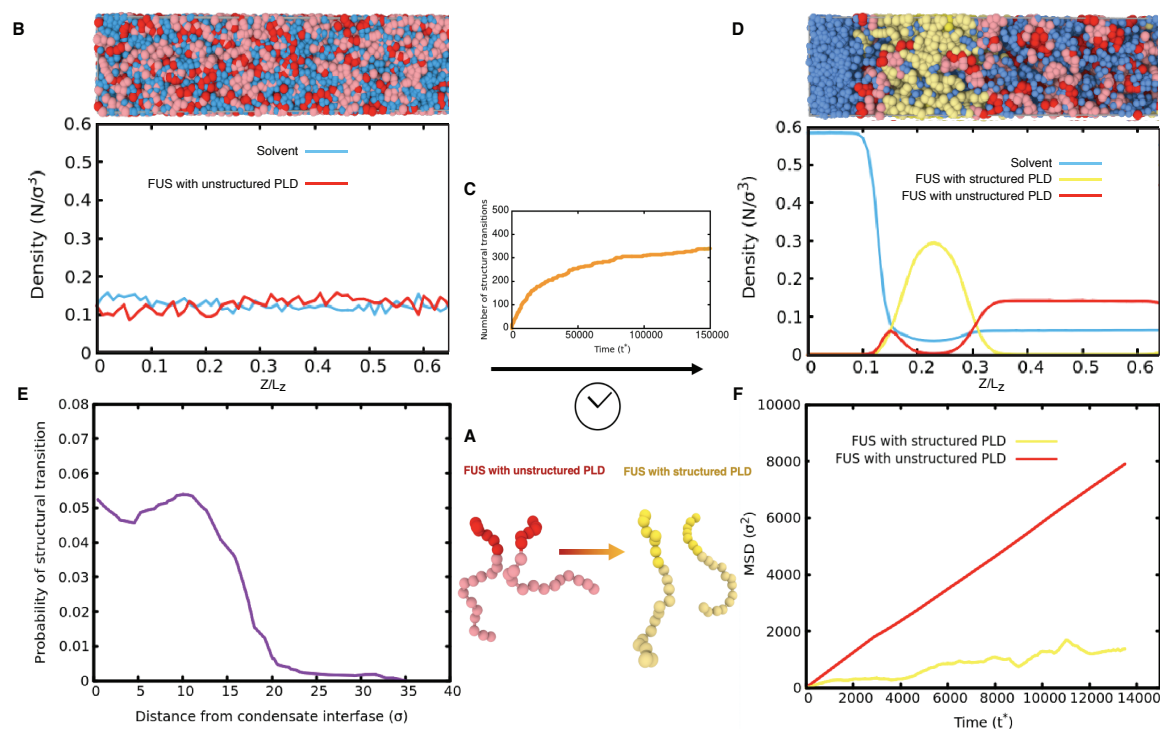 B
0.6
0.5
0.4
0.3
0.2
0.1
0
Density (N/σ³)
Solvent
FUS with unstructured PLD
0 0.1 0.2 0.3 0.4 0.5 0.6
Z/Lz
C
500
400
300
200
100
0
Number of structural transitions
0 50000 100000 150000
Time (t*)
D
0.6
0.5
0.4
0.3
0.2
0.1
0
Density (N/σ³)
Solvent
FUS with structured PLD
FUS with unstructured PLD
0 0.1 0.2 0.3 0.4 0.5 0.6
Z/Lz
E
0.08
0.07
0.06
0.05
0.04
0.03
0.02
0.01
0
Probability of structural transition
0 5 10 15 20 25 30 35 40
Distance from condensate interfase (σ)
A
FUS with unstructured PLD
FUS with structured PLD
F
10000
8000
6000
4000
2000
0
MSD (σ²)
FUS with structured PLD
FUS with unstructured PLD
0 2000 4000 6000 8000 10000 12000 14000
Time (t*)